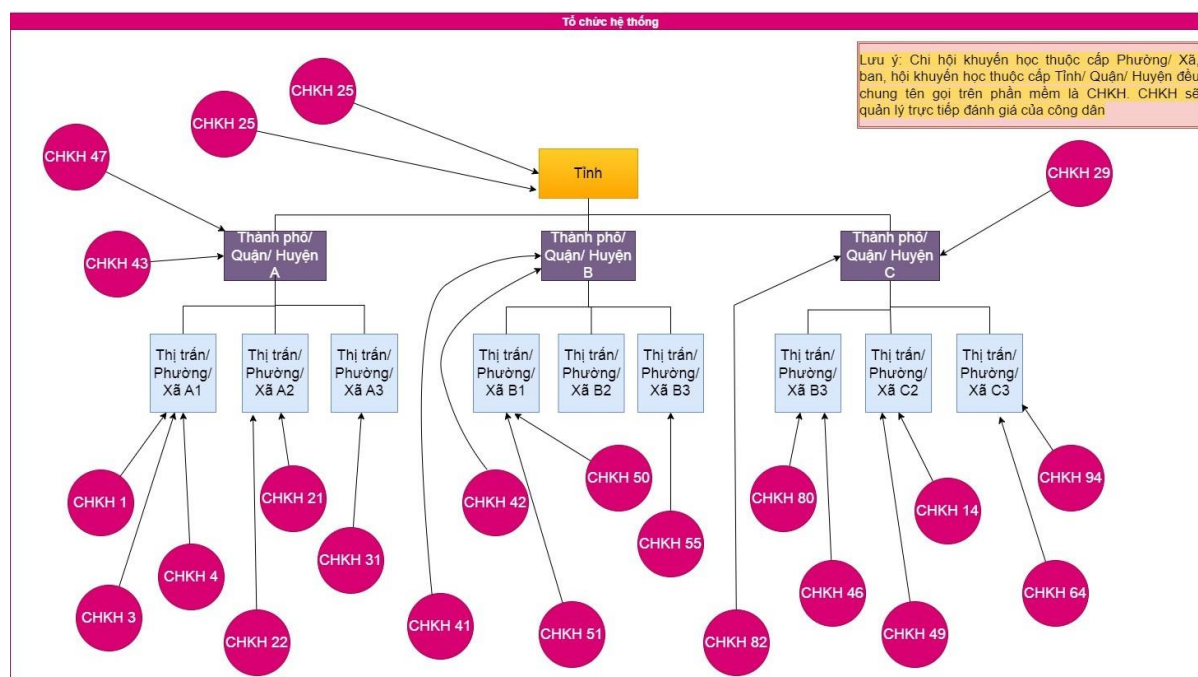 Tổ chức hệ thống
Lưu ý: Chi hội khuyến học thuộc cấp Phường/ Xã,
ban, hội khuyến học thuộc cấp Tỉnh/ Quận/ Huyện đều
chung tên gọi trên phần mềm là CHKH. CHKH sẽ
quản lý trực tiếp đánh giá của công dân
CHKH 25
CHKH 25
CHKH 47
CHKH 43
CHKH 29
Tỉnh
Thành phố/
Quận/ Huyện
A
Thành phố/
Quận/ Huyện
B
Thành phố/
Quận/ Huyện
C
Thị trấn/
Phường/
Xã A1
Thị trấn/
Phường/
Xã A2
Thị trấn/
Phường/
Xã A3
Thị trấn/
Phường/
Xã B1
Thị trấn/
Phường/
Xã B2
Thị trấn/
Phường/
Xã B3
Thị trấn/
Phường/
Xã B3
Thị trấn/
Phường/
Xã C2
Thị trấn/
Phường/
Xã C3
CHKH 1
CHKH 3
CHKH 4
CHKH 22
CHKH 21
CHKH 31
CHKH 41
CHKH 42
CHKH 50
CHKH 51
CHKH 55
CHKH 82
CHKH 80
CHKH 46
CHKH 49
CHKH 14
CHKH 64
CHKH 94